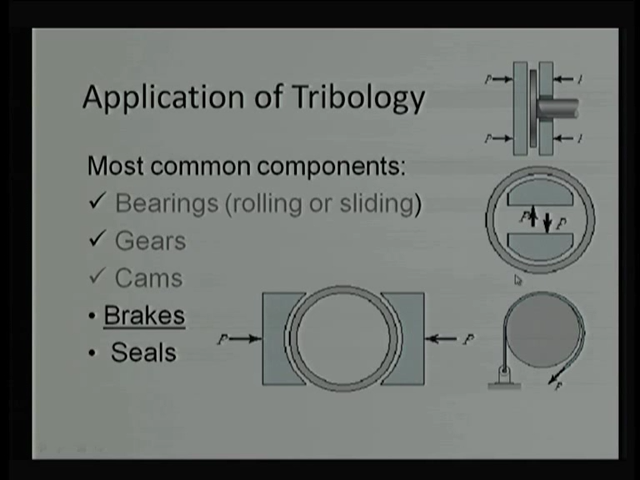 Application of Tribology
Most common components:
✓ Bearings (rolling or sliding)
✓ Gears
✓ Cams
• Brakes
• Seals
P
P
P
P
P
P
P